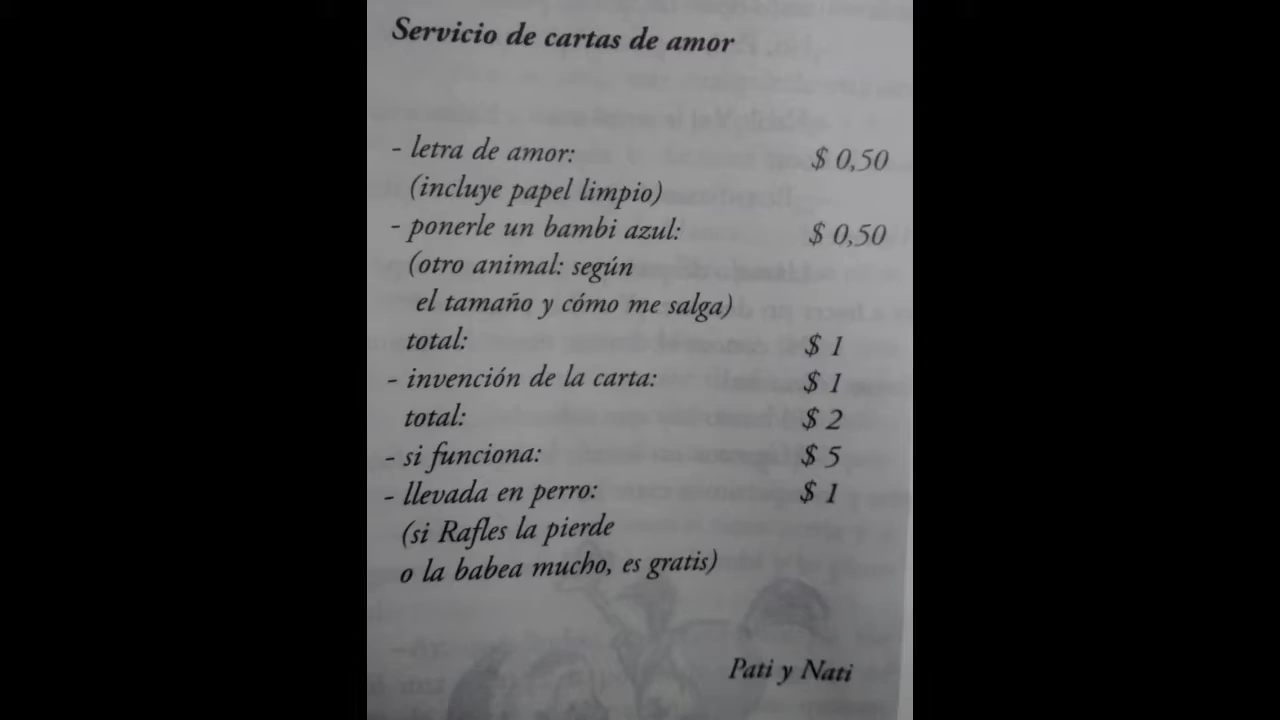 Servicio de cartas de amor
- letra de amor: $ 0,50
(incluye papel limpio)
- ponerle un bambi azul: $ 0,50
(otro animal: según
el tamaño y cómo me salga)
total: $ 1
- invención de la carta: $ 1
total: $ 2
- si funciona: $ 5
- llevada en perro: $ 1
(si Rafles la pierde
o la babea mucho, es gratis)
Pati y Nati